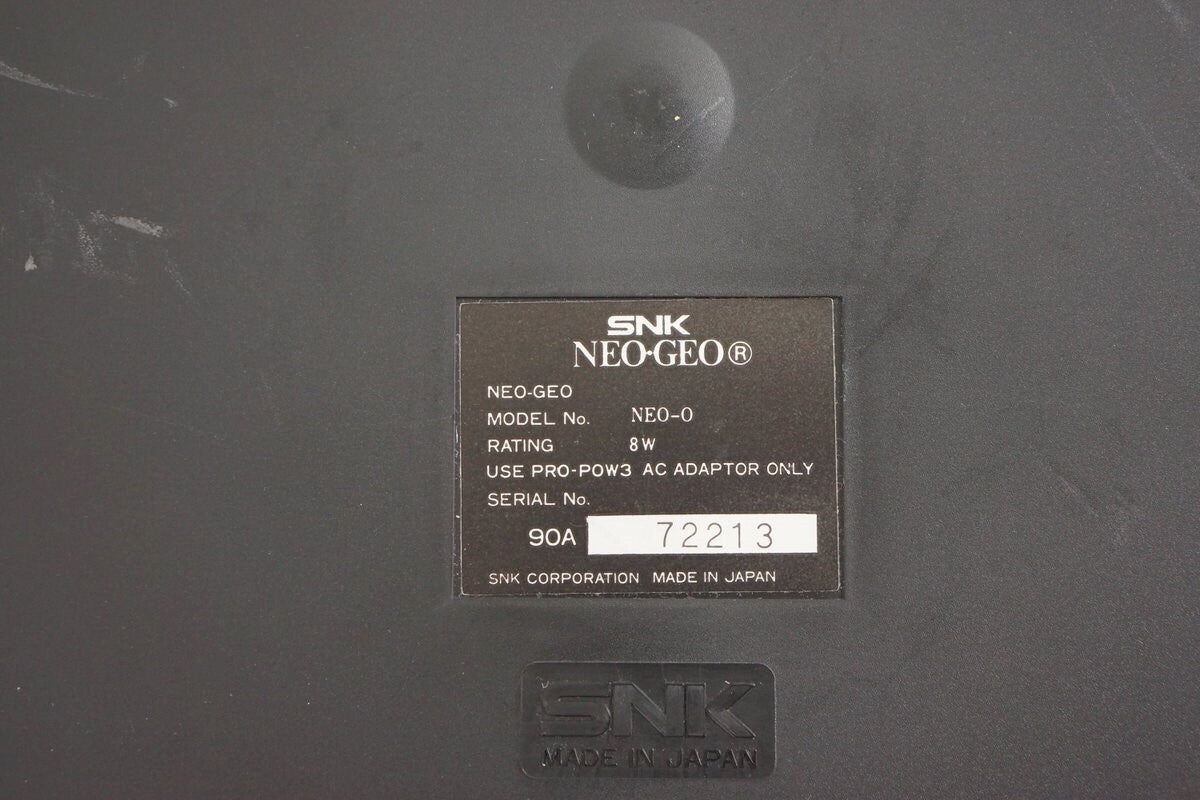 SNK
NEO·GEO®
NEO-GEO
MODEL No. NEO-O
RATING 8W
USE PRO-POW3 AC ADAPTOR ONLY
SERIAL No.
90A 72213
SNK CORPORATION MADE IN JAPAN
SNK
MADE IN JAPAN